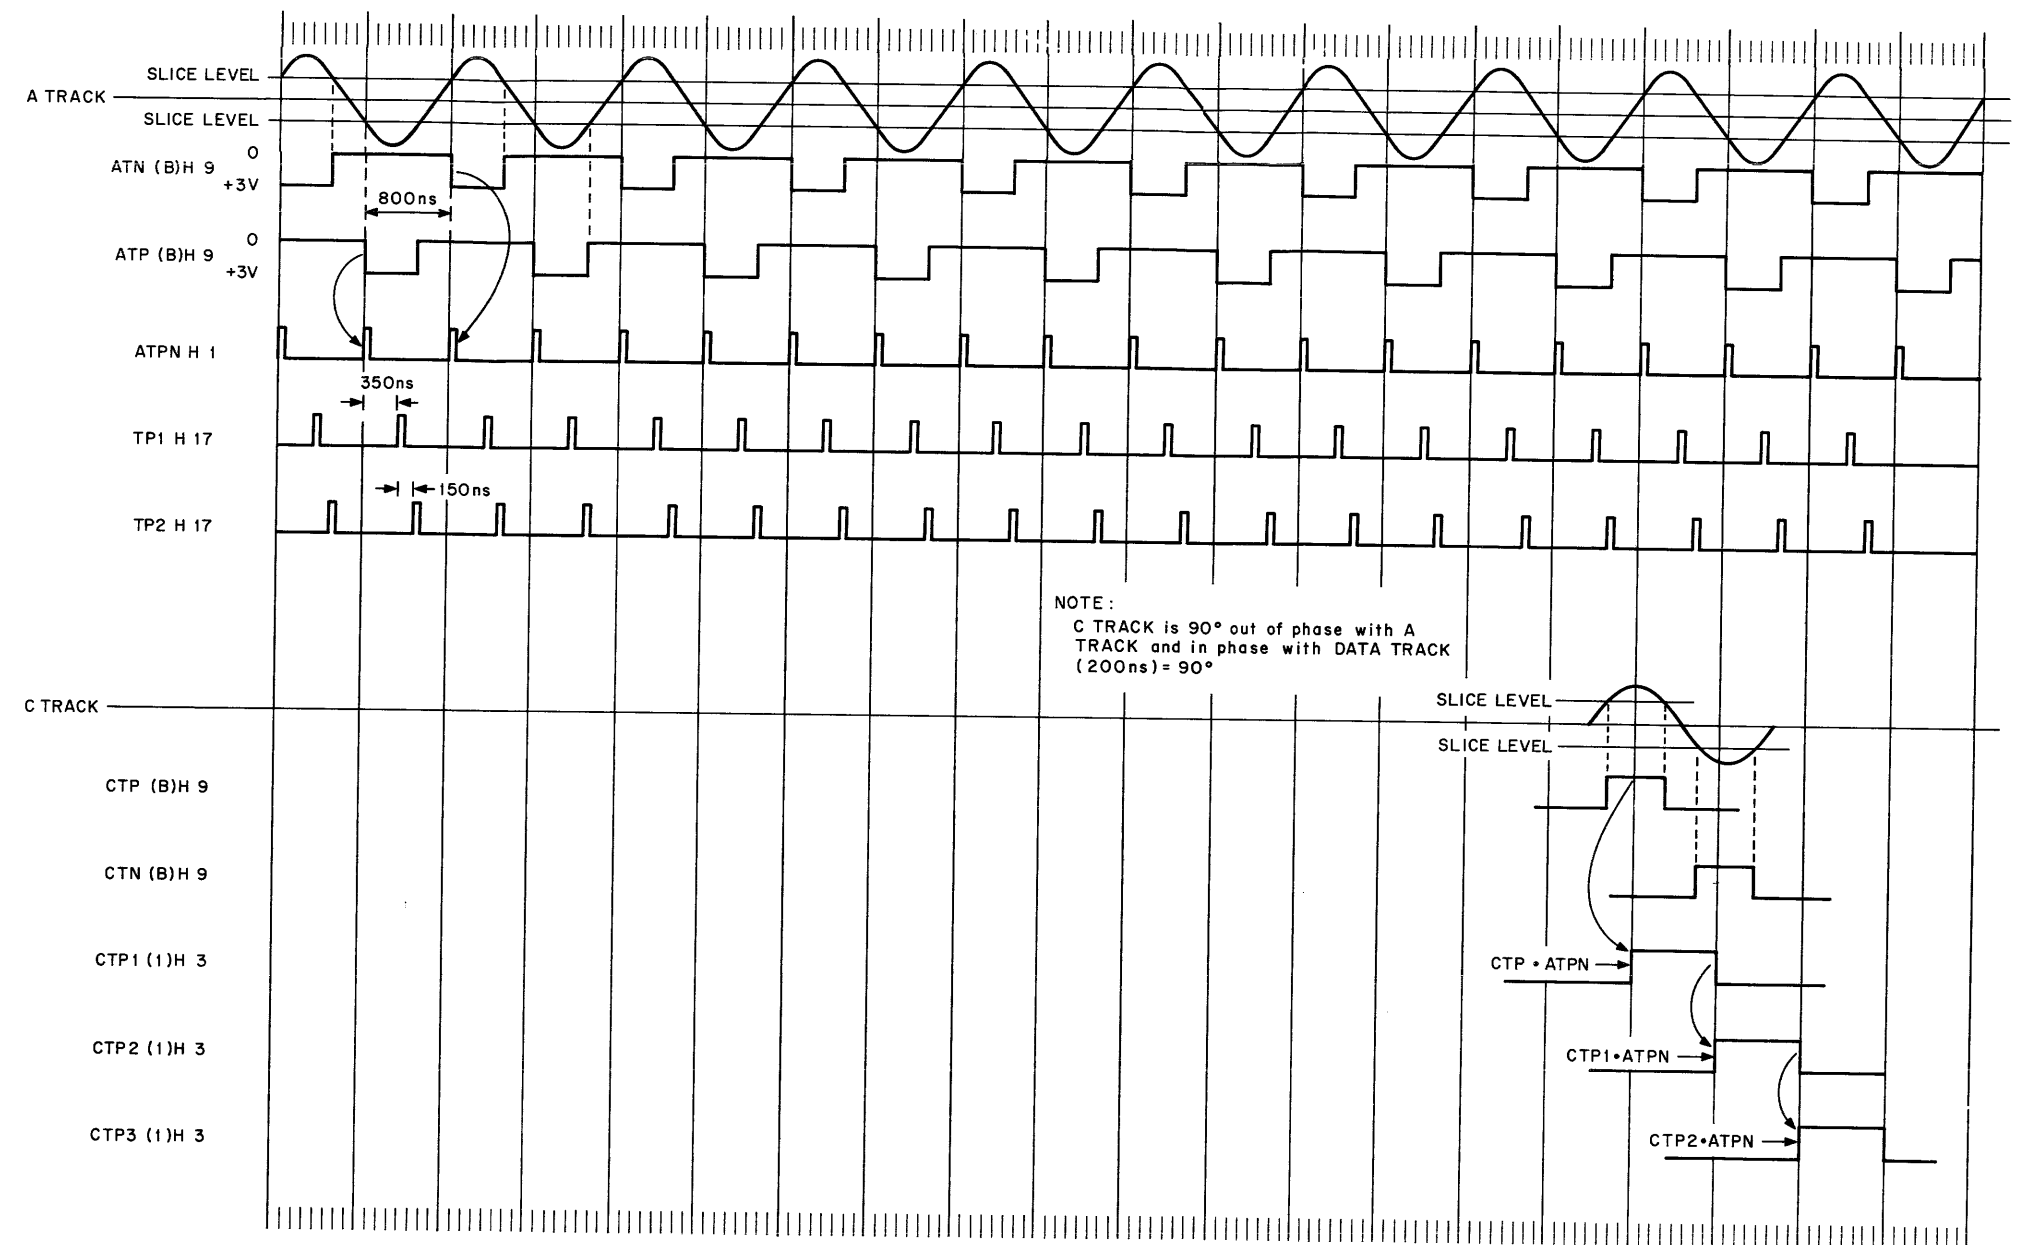 SLICE LEVEL
A TRACK
SLICE LEVEL
0
ATN (B)H 9
+3V
800ns
0
ATP (B)H 9
+3V
ATPN H 1
350ns
TP1 H 17
150ns
TP2 H 17
NOTE:
C TRACK is 90° out of phase with A
TRACK and in phase with DATA TRACK
(200ns) = 90°
C TRACK
SLICE LEVEL
SLICE LEVEL
CTP (B)H 9
CTN (B)H 9
CTP1 (1)H 3
CTP • ATPN
CTP2 (1)H 3
CTP1•ATPN
CTP3 (1)H 3
CTP2•ATPN